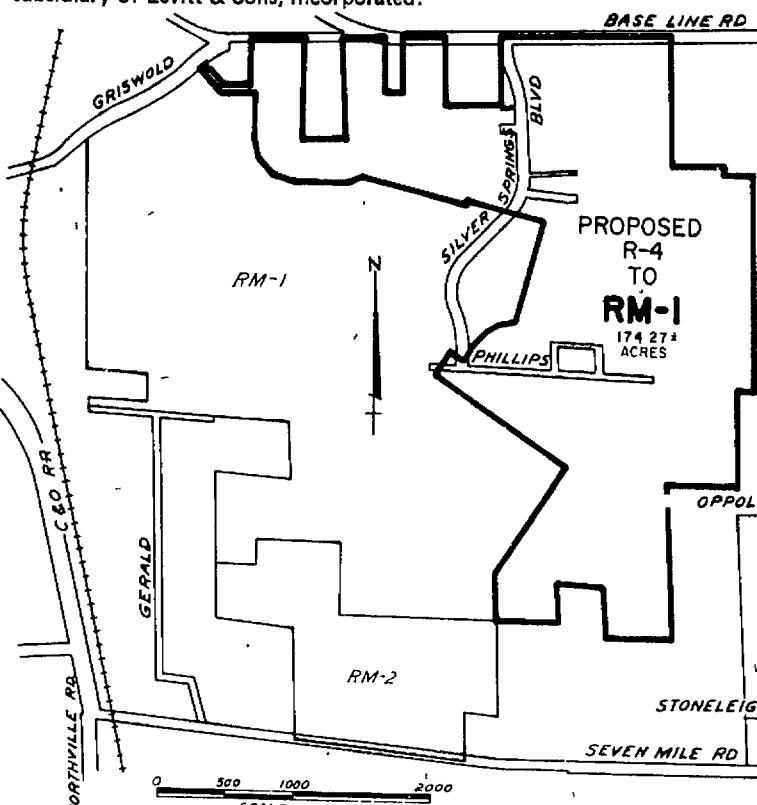 subsidiary of Levitt & Sons, Incorporated.
BASE LINE RD
GRISWOLD
SILVER SPRINGS BLVD
PROPOSED
R-4
TO
RM-1
174 27±
ACRES
RM-1
N
PHILLIPS
C&O RR
OPPOL
GERALD
RM-2
STONELEIG
ORTHVILLE RD
SEVEN MILE RD
0 500 1000 2000